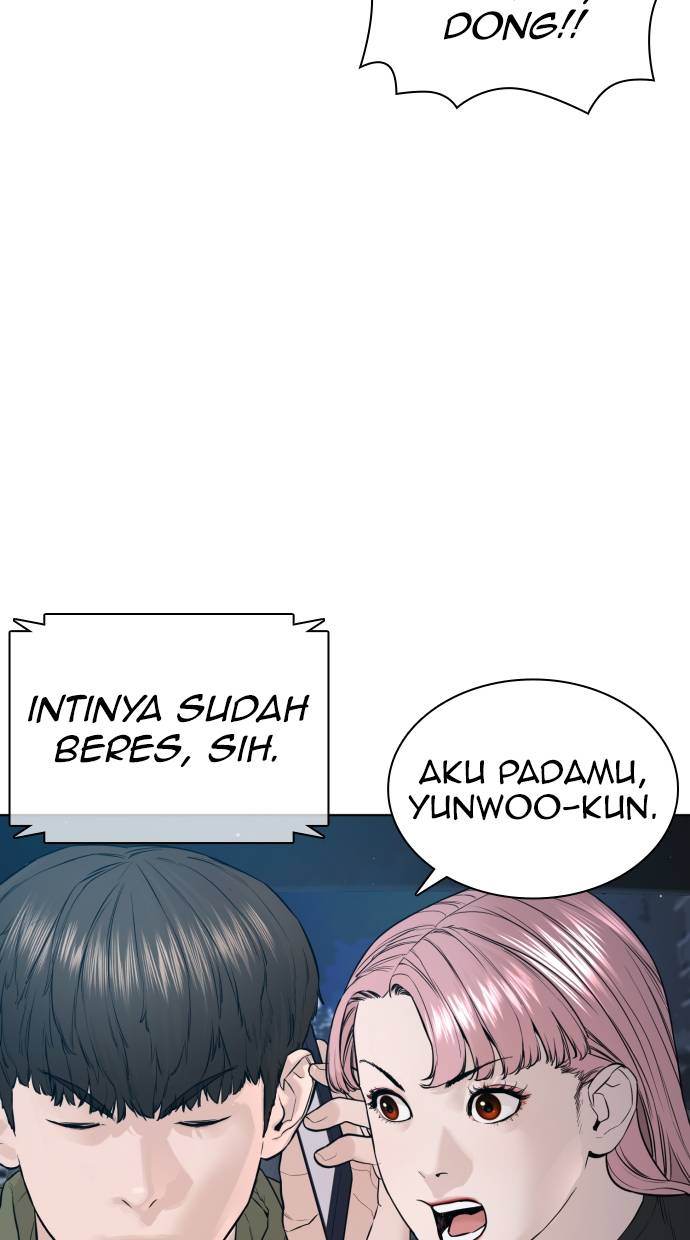 DONG!!
INTINYA SUDAH
BERES, SIH.
AKU PADAMU,
YUNWOO-KUN.